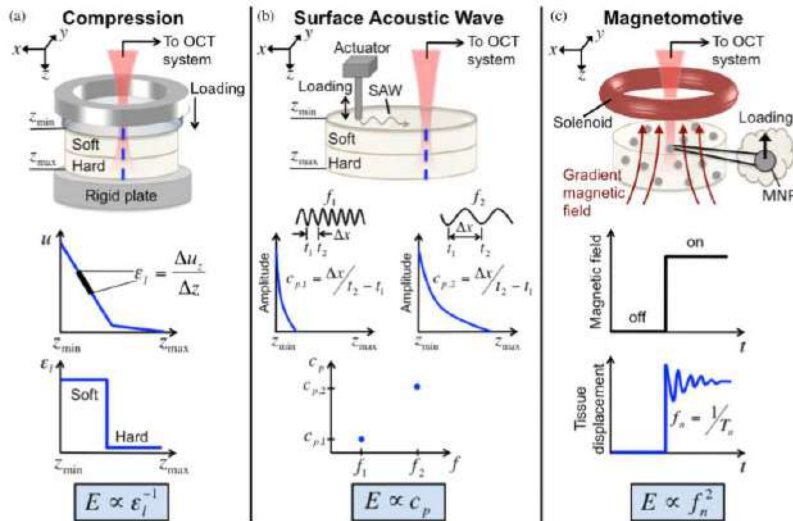 (a) Compression
x y z
To OCT system
Loading
z_min
Soft
z_max
Hard
Rigid plate
u
ε_l = Δu_z / Δz
z_min z_max
ε_l
Soft
Hard
z_min z_max
E ∝ ε_l^-1
(b) Surface Acoustic Wave
x y z
Actuator
To OCT system
Loading
SAW
z_min
Soft
z_max
Hard
f_1 f_2
Δx Δx
t_1 t_2 t_1 t_2
Amplitude Amplitude
c_p,1 = Δx / t_2 − t_1 c_p,2 = Δx / t_2 − t_1
z_min z_max z_min z_max
c_p
c_p,2
c_p,1
f_1 f_2 f
E ∝ c_p
(c) Magnetomotive
x y z
To OCT system
Solenoid
Loading
Gradient magnetic field
MNP
Magnetic field
on
off
t
Tissue displacement
f_n = 1 / T_n
t
E ∝ f_n^2